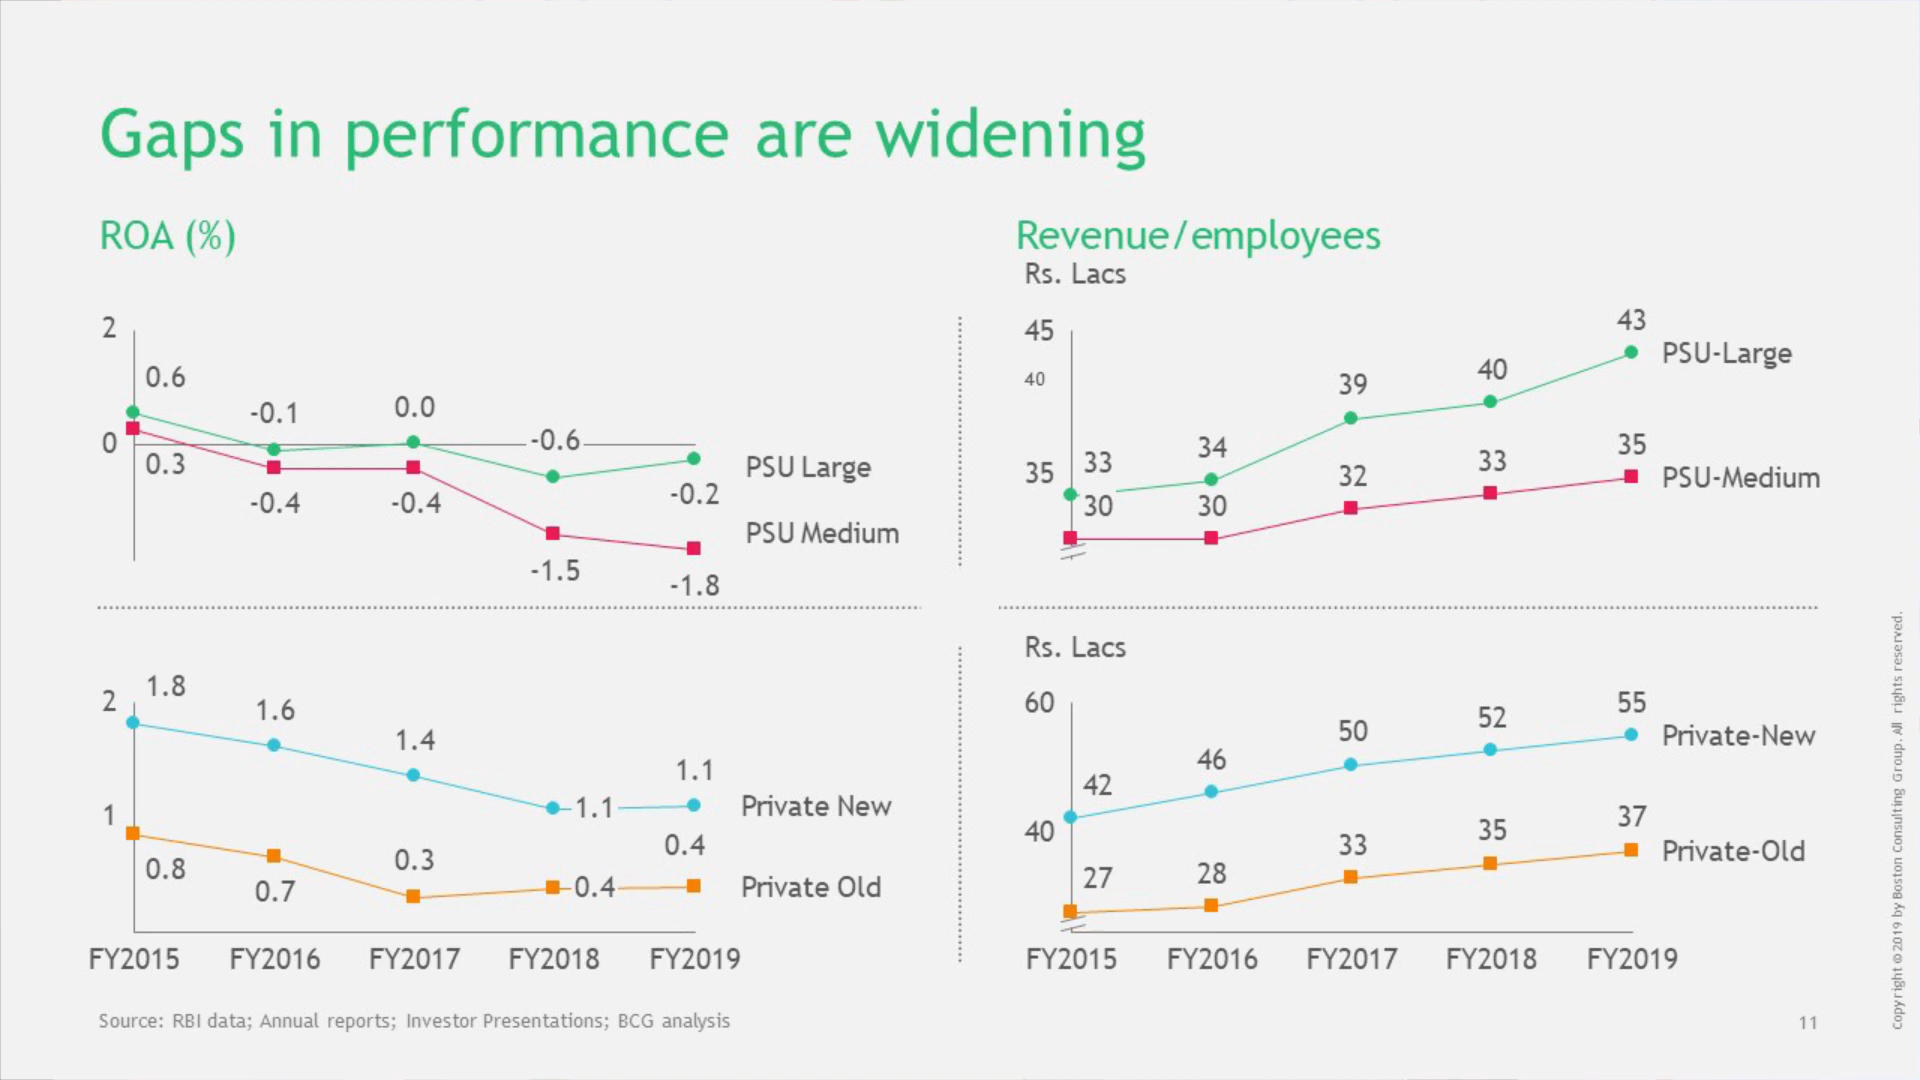 Gaps in performance are widening
ROA (%)
2
0.6
-0.1
0.0
0
-0.6
0.3
-0.4
-0.4
-0.2
-1.5
-1.8
PSU Large
PSU Medium
2
1.8
1.6
1.4
1.1
1.1
1
0.8
0.7
0.3
0.4
0.4
Private New
Private Old
FY2015 FY2016 FY2017 FY2018 FY2019
Revenue/employees
Rs. Lacs
45
40
35
33
34
39
40
43
PSU-Large
30
30
32
33
35
PSU-Medium
Rs. Lacs
60
40
42
46
50
52
55
Private-New
27
28
33
35
37
Private-Old
FY2015 FY2016 FY2017 FY2018 FY2019
Source: RBI data; Annual reports; Investor Presentations; BCG analysis
11
Copyright © 2019 by Boston Consulting Group. All rights reserved.